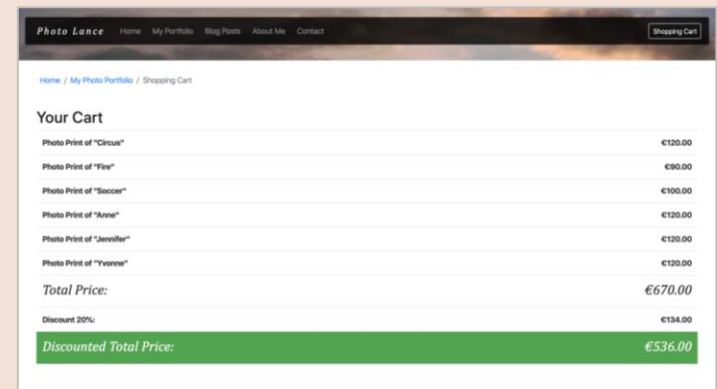 Photo Lance Home My Portfolio Blog Posts About Me Contact Shopping Cart
Home / My Photo Portfolio / Shopping Cart
Your Cart
Photo Print of "Circus" €120.00
Photo Print of "Fire" €90.00
Photo Print of "Soccer" €100.00
Photo Print of "Anne" €120.00
Photo Print of "Jennifer" €120.00
Photo Print of "Yvonne" €120.00
Total Price: €670.00
Discount 20%: €134.00
Discounted Total Price: €536.00